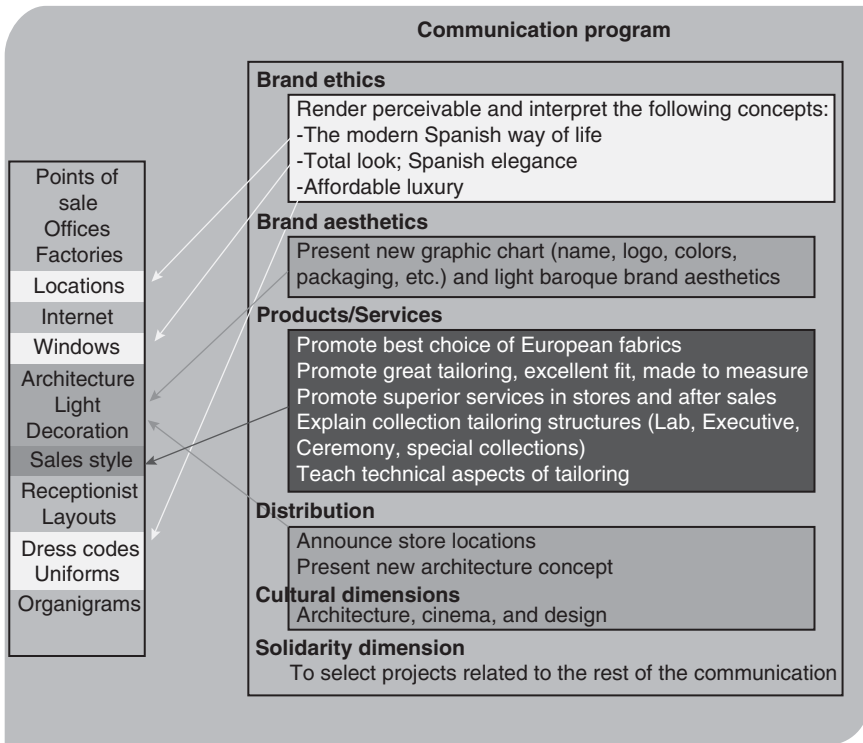 Communication program
Points of
sale
Offices
Factories
Locations
Internet
Windows
Architecture
Light
Decoration
Sales style
Receptionist
Layouts
Dress codes
Uniforms
Organigrams
Brand ethics
Render perceivable and interpret the following concepts:
-The modern Spanish way of life
-Total look; Spanish elegance
-Affordable luxury
Brand aesthetics
Present new graphic chart (name, logo, colors,
packaging, etc.) and light baroque brand aesthetics
Products/Services
Promote best choice of European fabrics
Promote great tailoring, excellent fit, made to measure
Promote superior services in stores and after sales
Explain collection tailoring structures (Lab, Executive,
Ceremony, special collections)
Teach technical aspects of tailoring
Distribution
Announce store locations
Present new architecture concept
Cultural dimensions
Architecture, cinema, and design
Solidarity dimension
To select projects related to the rest of the communication